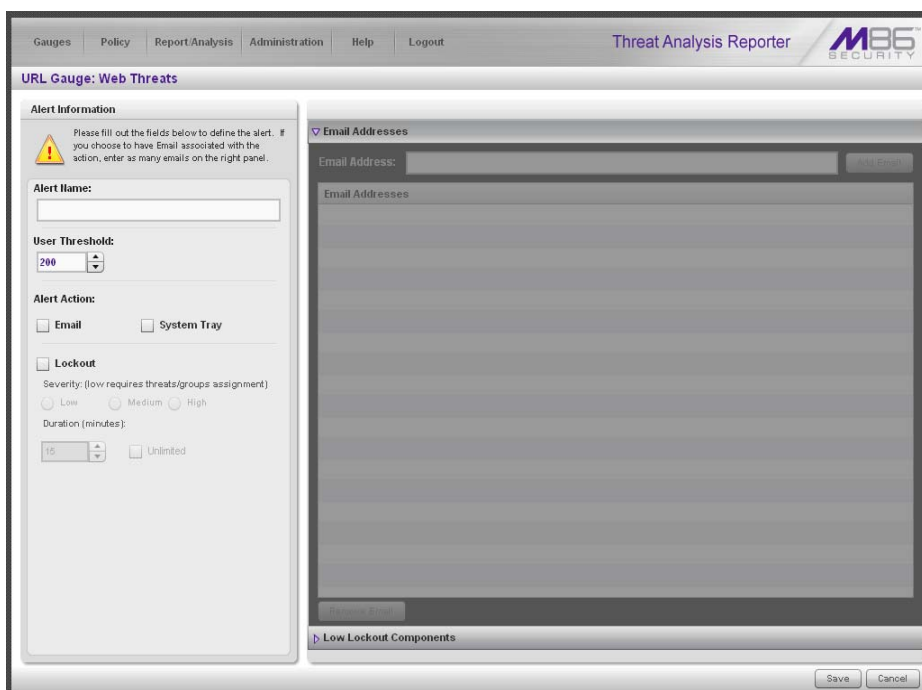 Gauges Policy Report/Analysis Administration Help Logout
Threat Analysis Reporter
M86
SECURITY
URL Gauge: Web Threats
Alert Information
Please fill out the fields below to define the alert. If
you choose to have Email associated with the
action, enter as many emails on the right panel.
Alert Name:
User Threshold:
200
Alert Action:
Email System Tray
Lockout
Severity: (low requires threats/groups assignment)
Low Medium High
Duration (minutes):
15 Unlimited
Email Addresses
Email Address: Add Email
Email Addresses
Remove Email
Low Lockout Components
Save Cancel